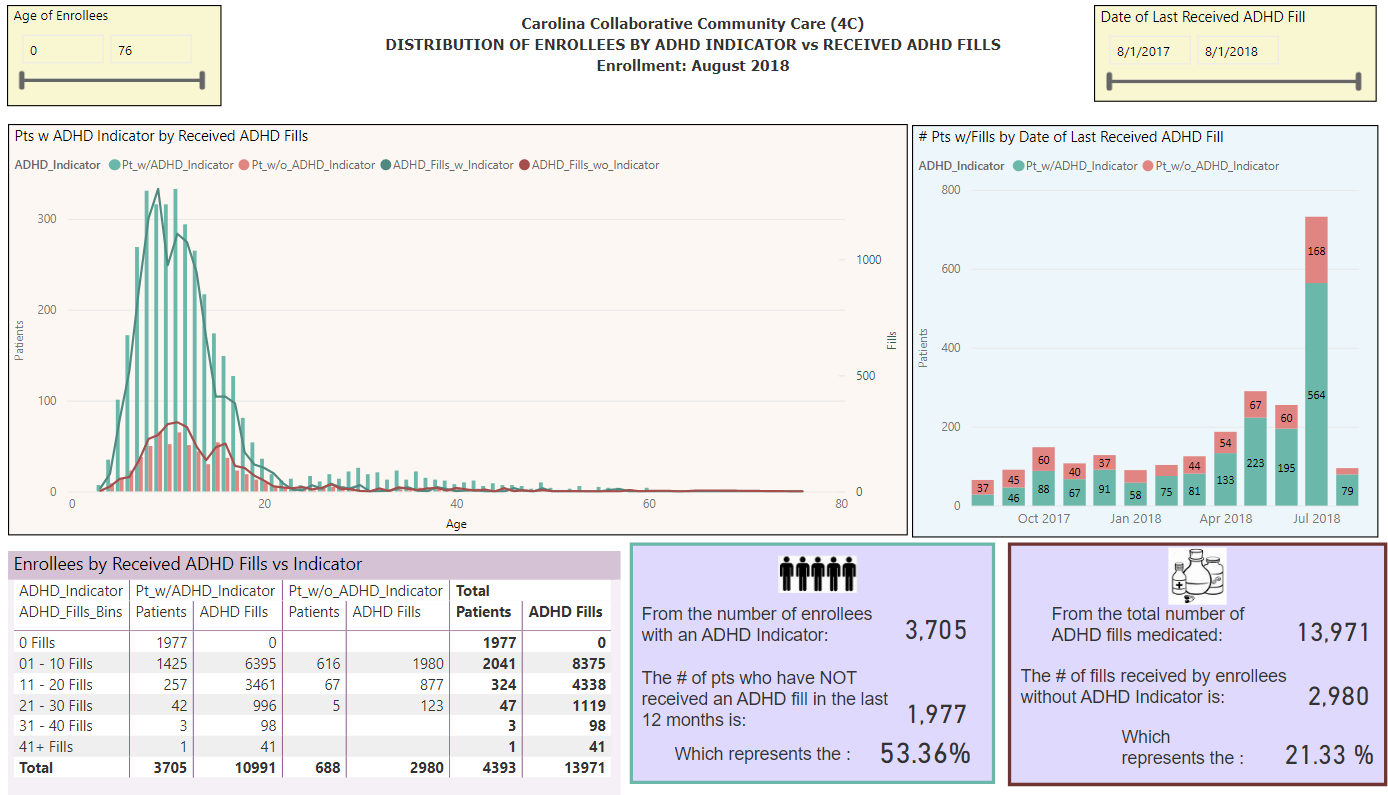 Age of Enrollees
0 76
Carolina Collaborative Community Care (4C)
DISTRIBUTION OF ENROLLEES BY ADHD INDICATOR vs RECEIVED ADHD FILLS
Enrollment: August 2018
Date of Last Received ADHD Fill
8/1/2017 8/1/2018
Pts w ADHD Indicator by Received ADHD Fills
ADHD_Indicator Pt_w/ADHD_Indicator Pt_w/o_ADHD_Indicator ADHD_Fills_w_Indicator ADHD_Fills_wo_Indicator
300
200
100
0
Patients
1000
500
0
Fills
0 20 40 60 80
Age
# Pts w/Fills by Date of Last Received ADHD Fill
ADHD_Indicator Pt_w/ADHD_Indicator Pt_w/o_ADHD_Indicator
800
600
400
200
0
Patients
37
45
46
60
88
40
67
37
91
58
75
44
81
54
133
67
223
60
195
168
564
79
Oct 2017 Jan 2018 Apr 2018 Jul 2018
Enrollees by Received ADHD Fills vs Indicator
ADHD_Indicator Pt_w/ADHD_Indicator Pt_w/o_ADHD_Indicator Total
ADHD_Fills_Bins Patients ADHD Fills Patients ADHD Fills Patients ADHD Fills
0 Fills 1977 0 1977 0
01 - 10 Fills 1425 6395 616 1980 2041 8375
11 - 20 Fills 257 3461 67 877 324 4338
21 - 30 Fills 42 996 5 123 47 1119
31 - 40 Fills 3 98 3 98
41+ Fills 1 41 1 41
Total 3705 10991 688 2980 4393 13971
From the number of enrollees
with an ADHD Indicator: 3,705
The # of pts who have NOT
received an ADHD fill in the last
12 months is: 1,977
Which represents the : 53.36%
From the total number of
ADHD fills medicated: 13,971
The # of fills received by enrollees
without ADHD Indicator is: 2,980
Which
represents the : 21.33 %